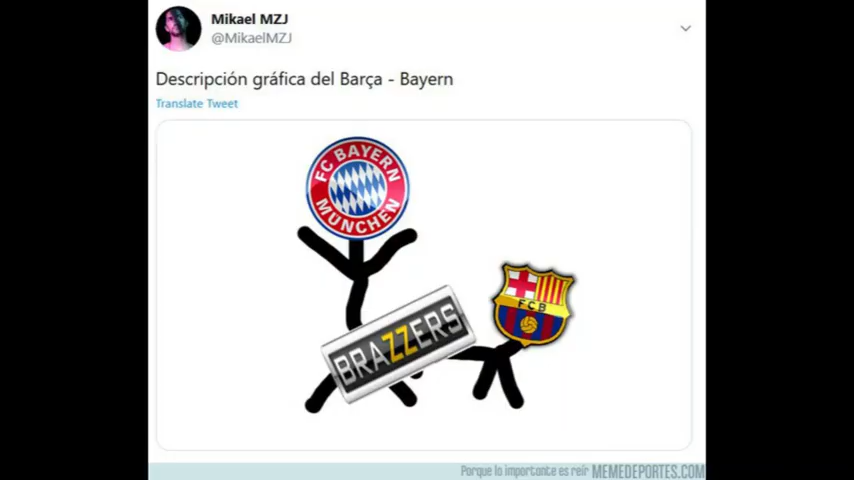 Mikael MZJ
@MikaelMZJ
Descripción gráfica del Barça - Bayern
Translate Tweet
FC BAYERN
MÜNCHEN
FCB
BRAZZERS
Porque lo importante es reír MEMEDEPORTES.COM